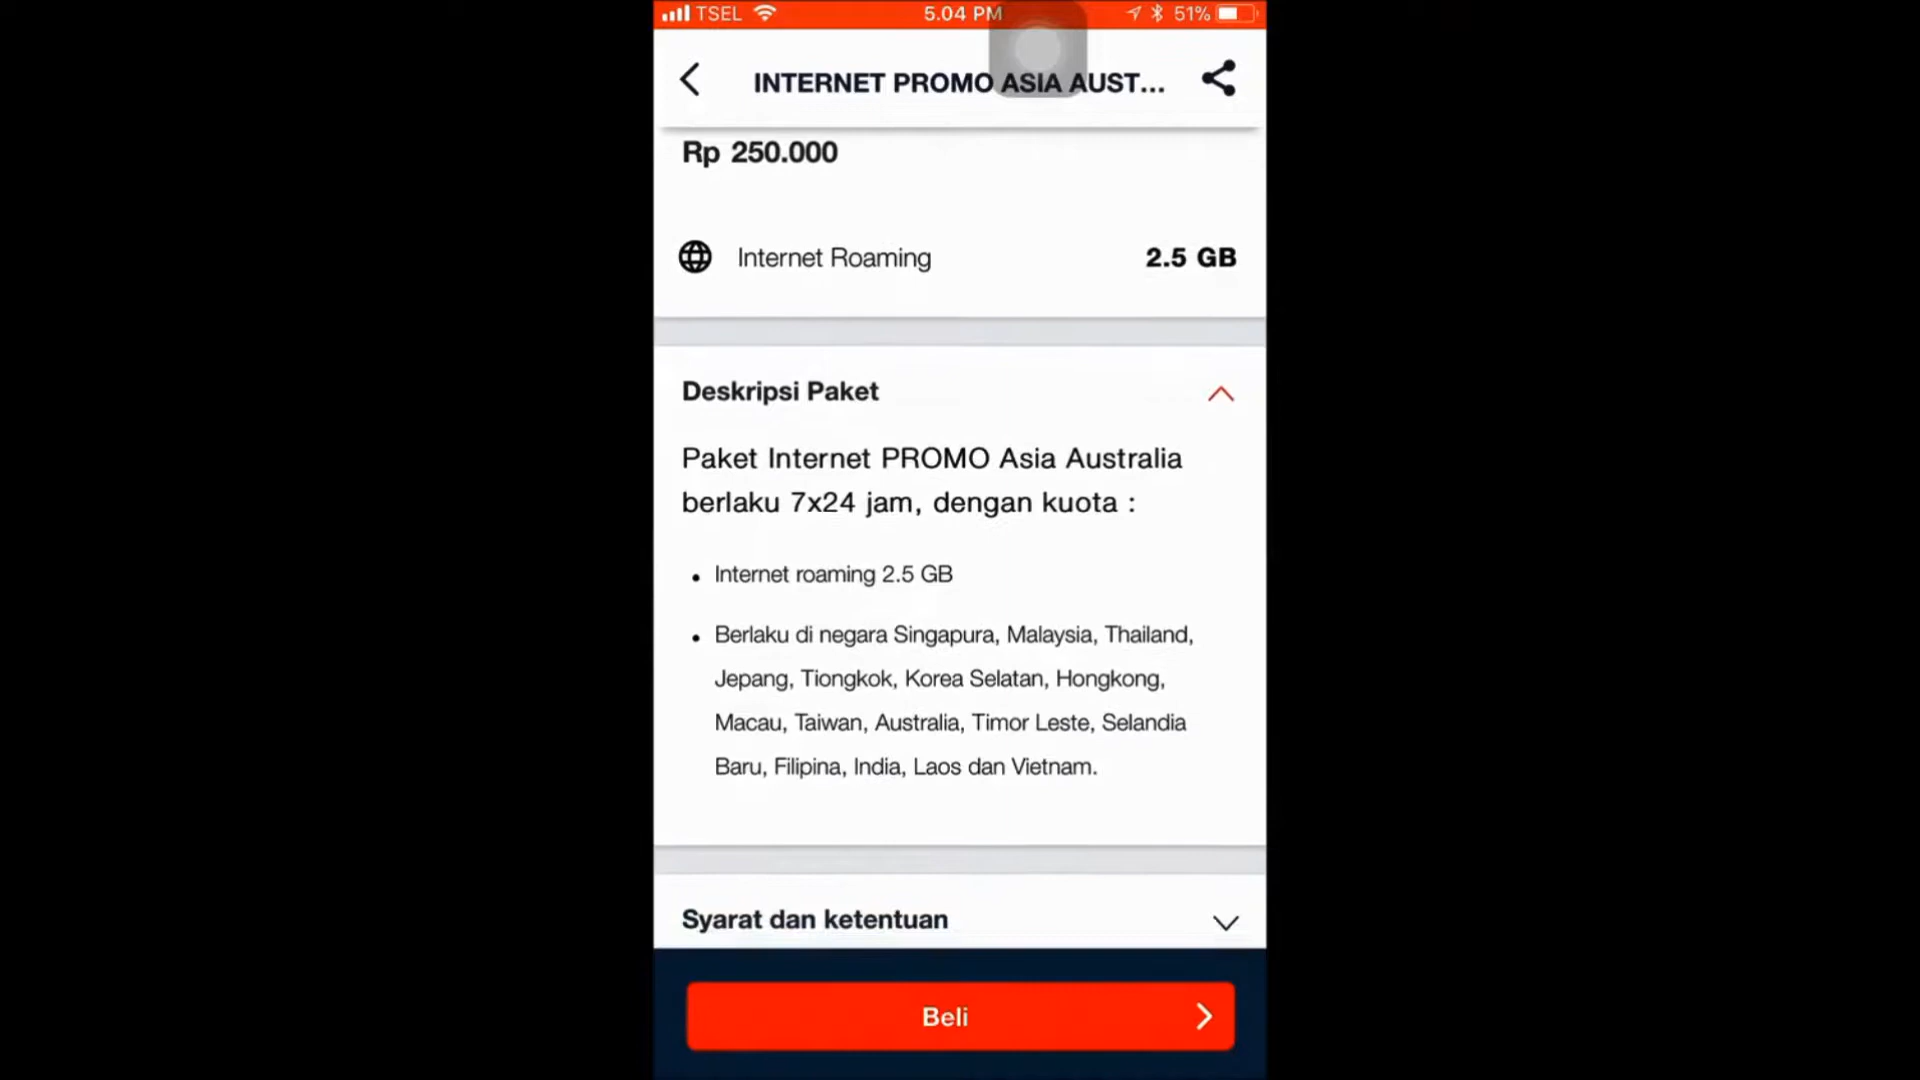 TSEL 5.04 PM 51%
INTERNET PROMO ASIA AUST...
Rp 250.000
Internet Roaming 2.5 GB
Deskripsi Paket
Paket Internet PROMO Asia Australia
berlaku 7x24 jam, dengan kuota :
• Internet roaming 2.5 GB
• Berlaku di negara Singapura, Malaysia, Thailand,
Jepang, Tiongkok, Korea Selatan, Hongkong,
Macau, Taiwan, Australia, Timor Leste, Selandia
Baru, Filipina, India, Laos dan Vietnam.
Syarat dan ketentuan
Beli